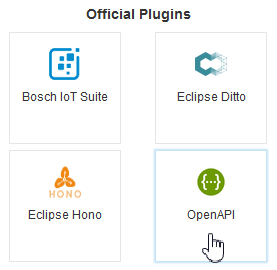 Official Plugins
Bosch IoT Suite
Eclipse Ditto
HONO
Eclipse Hono
{···}
OpenAPI